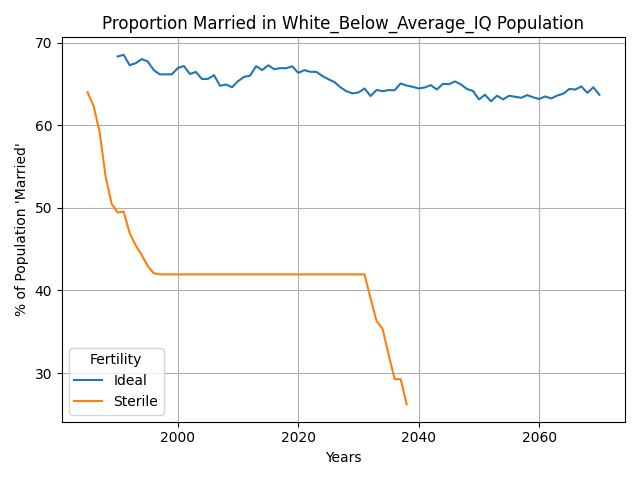 Proportion Married in White_Below_Average_IQ Population
% of Population 'Married'
70
60
50
40
30
Fertility
Ideal
Sterile
2000 2020 2040 2060
Years